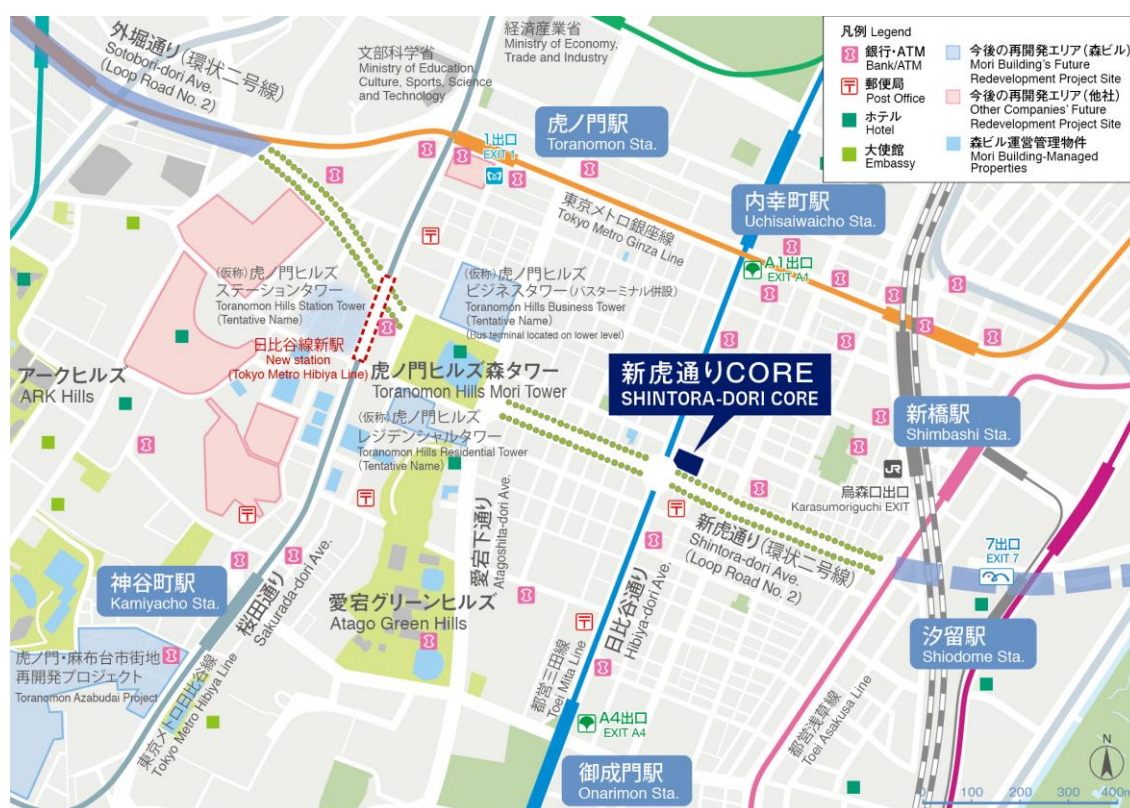 外堀通り(環状二号線)
Sotobori-dori Ave.
(Loop Road No. 2)
文部科学省
Ministry of Education,
Culture, Sports, Science
and Technology
経済産業省
Ministry of Economy,
Trade and Industry
凡例 Legend
銀行・ATM
Bank/ATM
郵便局
Post Office
ホテル
Hotel
大使館
Embassy
今後の再開発エリア(森ビル)
Mori Building's Future
Redevelopment Project Site
今後の再開発エリア(他社)
Other Companies' Future
Redevelopment Project Site
森ビル運営管理物件
Mori Building-Managed
Properties
1出口
EXIT 1
虎ノ門駅
Toranomon Sta.
東京メトロ銀座線
Tokyo Metro Ginza Line
内幸町駅
Uchisaiwaicho Sta.
A1出口
EXIT A1
(仮称)虎ノ門ヒルズ
ステーションタワー
Toranomon Hills Station Tower
(Tentative Name)
(仮称)虎ノ門ヒルズ
ビジネスタワー(バスターミナル併設)
Toranomon Hills Business Tower
(Tentative Name)
(Bus terminal located on lower level)
日比谷線新駅
New station
(Tokyo Metro Hibiya Line)
虎ノ門ヒルズ森タワー
Toranomon Hills Mori Tower
アークヒルズ
ARK Hills
新虎通りCORE
SHINTORA-DORI CORE
(仮称)虎ノ門ヒルズ
レジデンシャルタワー
Toranomon Hills Residential Tower
(Tentative Name)
新橋駅
Shimbashi Sta.
JR
烏森口出口
Karasumoriguchi EXIT
新虎通り(環状二号線)
Shintora-dori Ave.
(Loop Road No. 2)
7出口
EXIT 7
愛宕下通り
Atagoshita-dori Ave.
神谷町駅
Kamiyacho Sta.
桜田通り
Sakurada-dori Ave.
愛宕グリーンヒルズ
Atago Green Hills
日比谷通り
Hibiya-dori Ave.
汐留駅
Shiodome Sta.
虎ノ門・麻布台市街地
再開発プロジェクト
Toranomon Azabudai Project
東京メトロ日比谷線
Tokyo Metro Hibiya Line
都営三田線
Toei Mita Line
A4出口
EXIT A4
都営浅草線
Toei Asakusa Line
御成門駅
Onarimon Sta.
N
0 100 200 300 400m